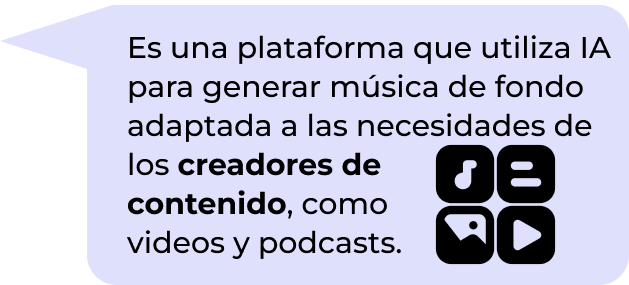 Es una plataforma que utiliza IA
para generar música de fondo
adaptada a las necesidades de
los creadores de
contenido, como
videos y podcasts.